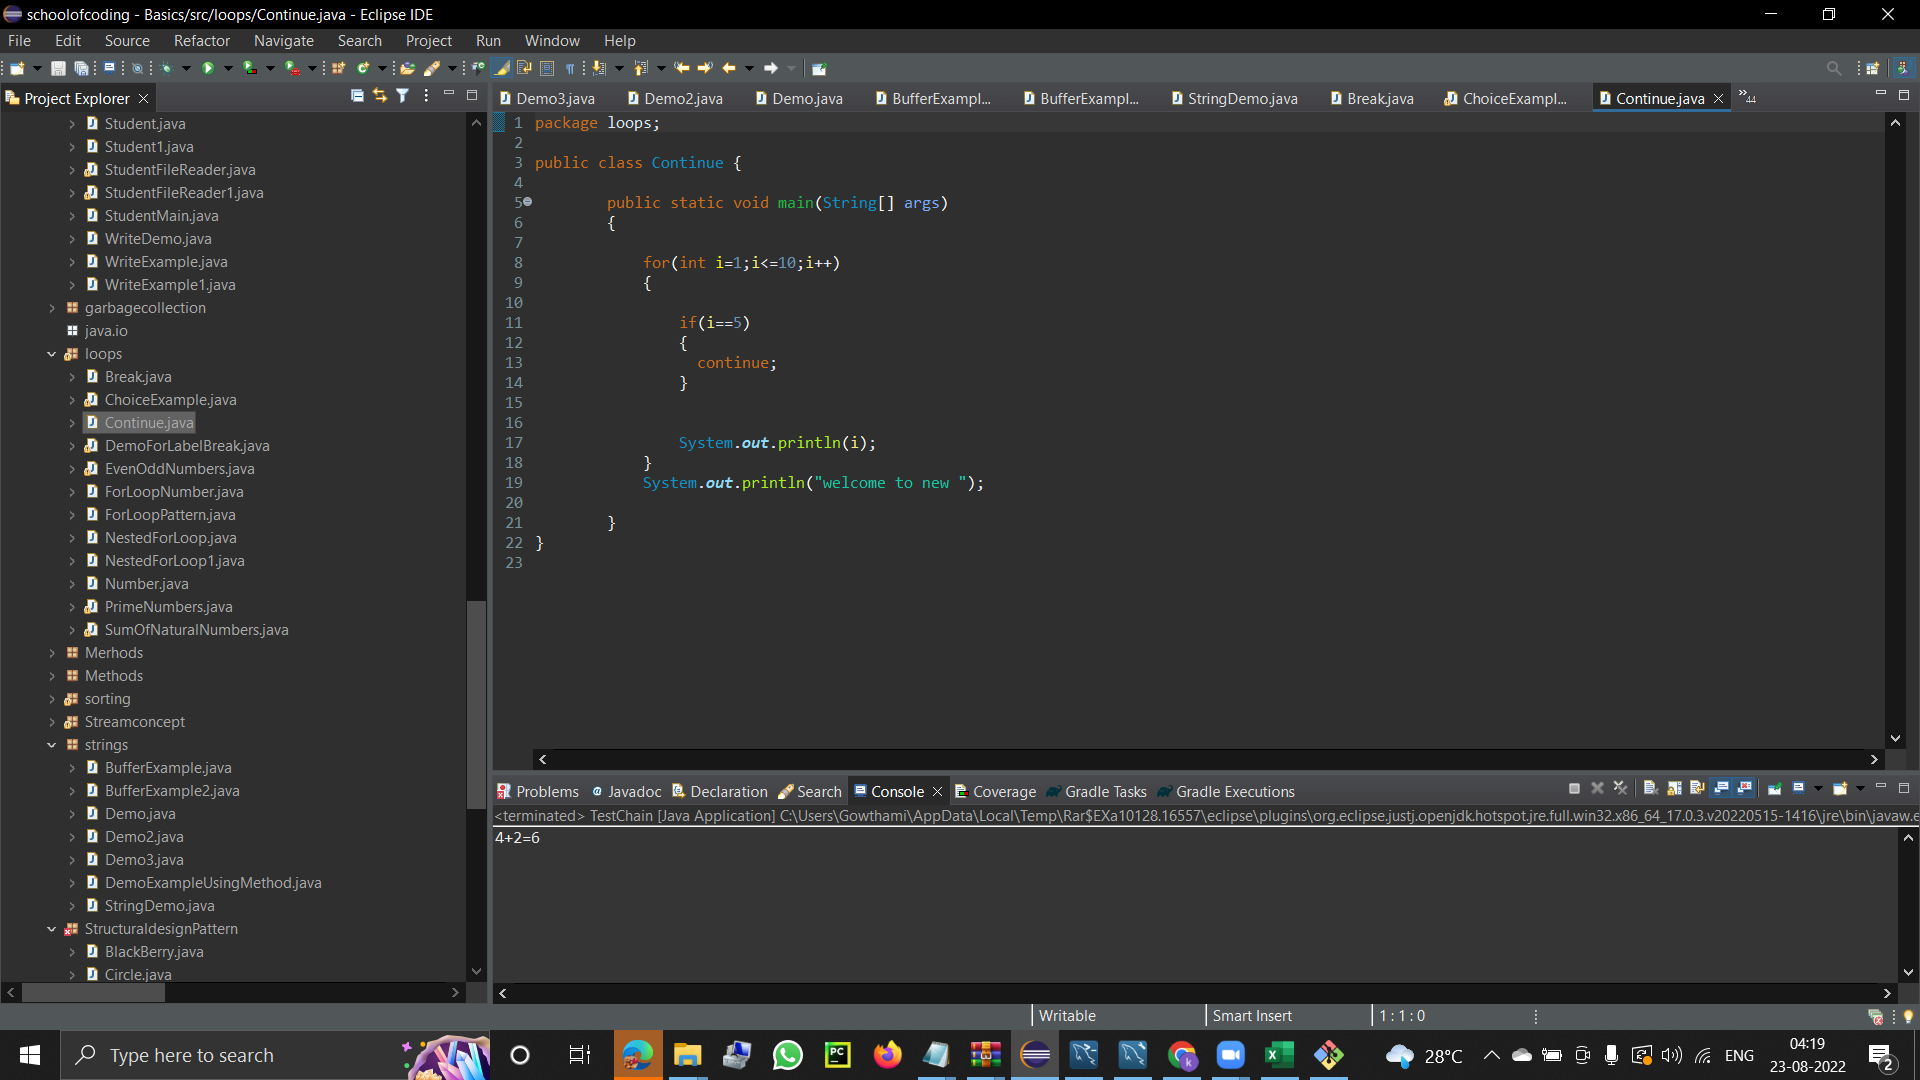 schoolofcoding - Basics/src/loops/Continue.java - Eclipse IDE
File Edit Source Refactor Navigate Search Project Run Window Help
Project Explorer
Student.java
Student1.java
StudentFileReader.java
StudentFileReader1.java
StudentMain.java
WriteDemo.java
WriteExample.java
WriteExample1.java
garbagecollection
java.io
loops
Break.java
ChoiceExample.java
Continue.java
DemoForLabelBreak.java
EvenOddNumbers.java
ForLoopNumber.java
ForLoopPattern.java
NestedForLoop.java
NestedForLoop1.java
Number.java
PrimeNumbers.java
SumOfNaturalNumbers.java
Merhods
Methods
sorting
Streamconcept
strings
BufferExample.java
BufferExample2.java
Demo.java
Demo2.java
Demo3.java
DemoExampleUsingMethod.java
StringDemo.java
StructuraldesignPattern
BlackBerry.java
Circle.java
Demo3.java Demo2.java Demo.java BufferExampl... BufferExampl... StringDemo.java Break.java ChoiceExampl... Continue.java »44
1 package loops;
2
3 public class Continue {
4
5 public static void main(String[] args)
6 {
7
8 for(int i=1;i<=10;i++)
9 {
10
11 if(i==5)
12 {
13 continue;
14 }
15
16
17 System.out.println(i);
18 }
19 System.out.println("welcome to new ");
20
21 }
22 }
23
Problems Javadoc Declaration Search Console Coverage Gradle Tasks Gradle Executions
<terminated> TestChain [Java Application] C:\Users\Gowthami\AppData\Local\Temp\Rar$EXa10128.16557\eclipse\plugins\org.eclipse.justj.openjdk.hotspot.jre.full.win32.x86_64_17.0.3.v20220515-1416\jre\bin\javaw.e
4+2=6
Writable Smart Insert 1 : 1 : 0
Type here to search
PC
k
28°C
ENG
04:19
23-08-2022
2